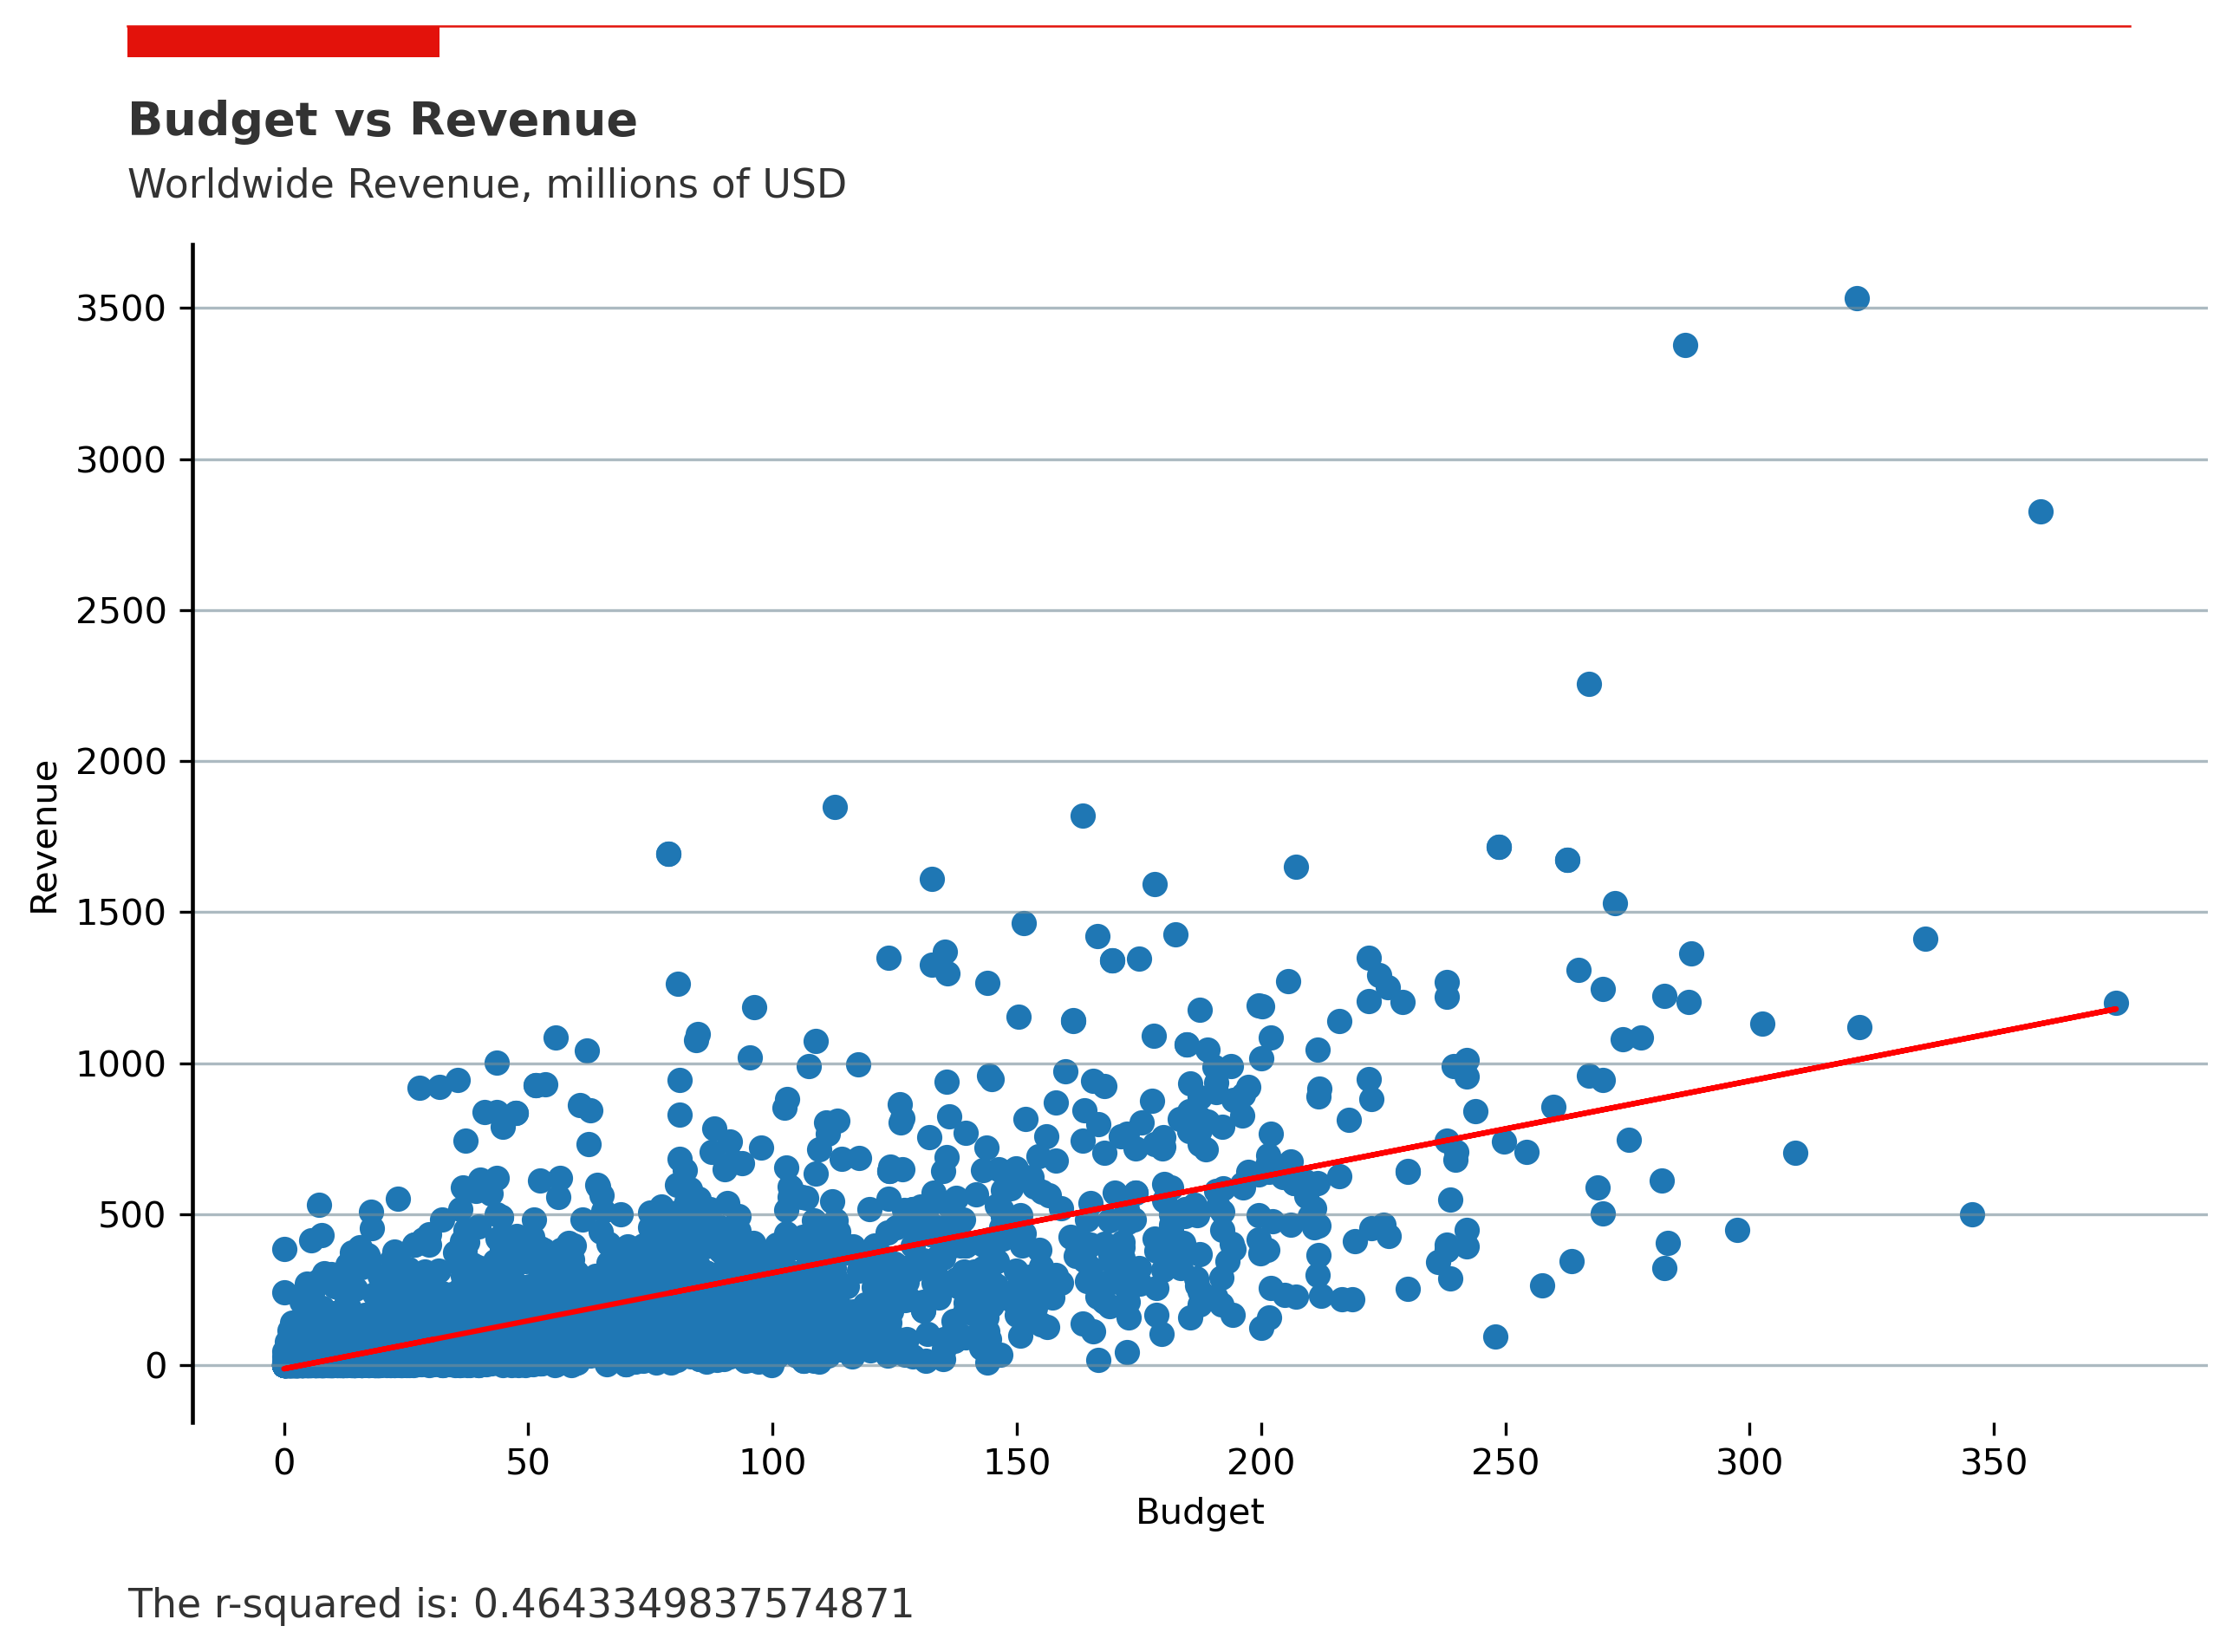 Budget vs Revenue
Worldwide Revenue, millions of USD
3500
3000
2500
2000
1500
1000
500
0
Revenue
0 50 100 150 200 250 300 350
Budget
The r-squared is: 0.4643349837574871